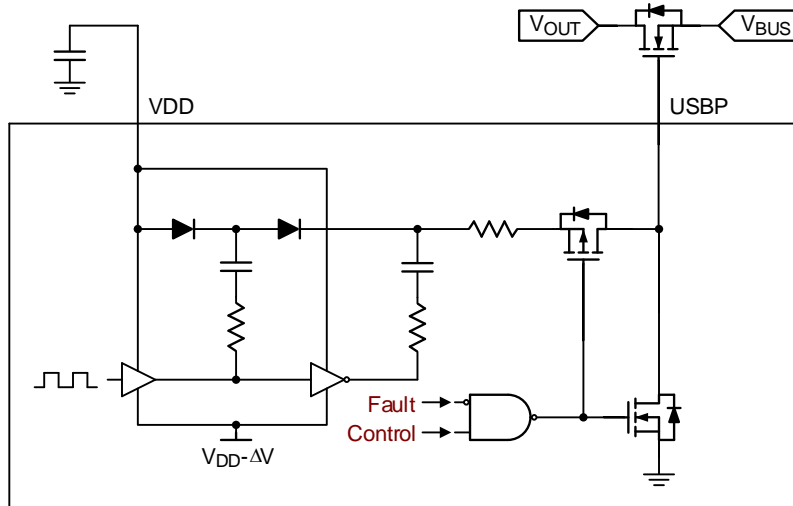 VOUT
VBUS
VDD
USBP
Fault
Control
VDD-ΔV